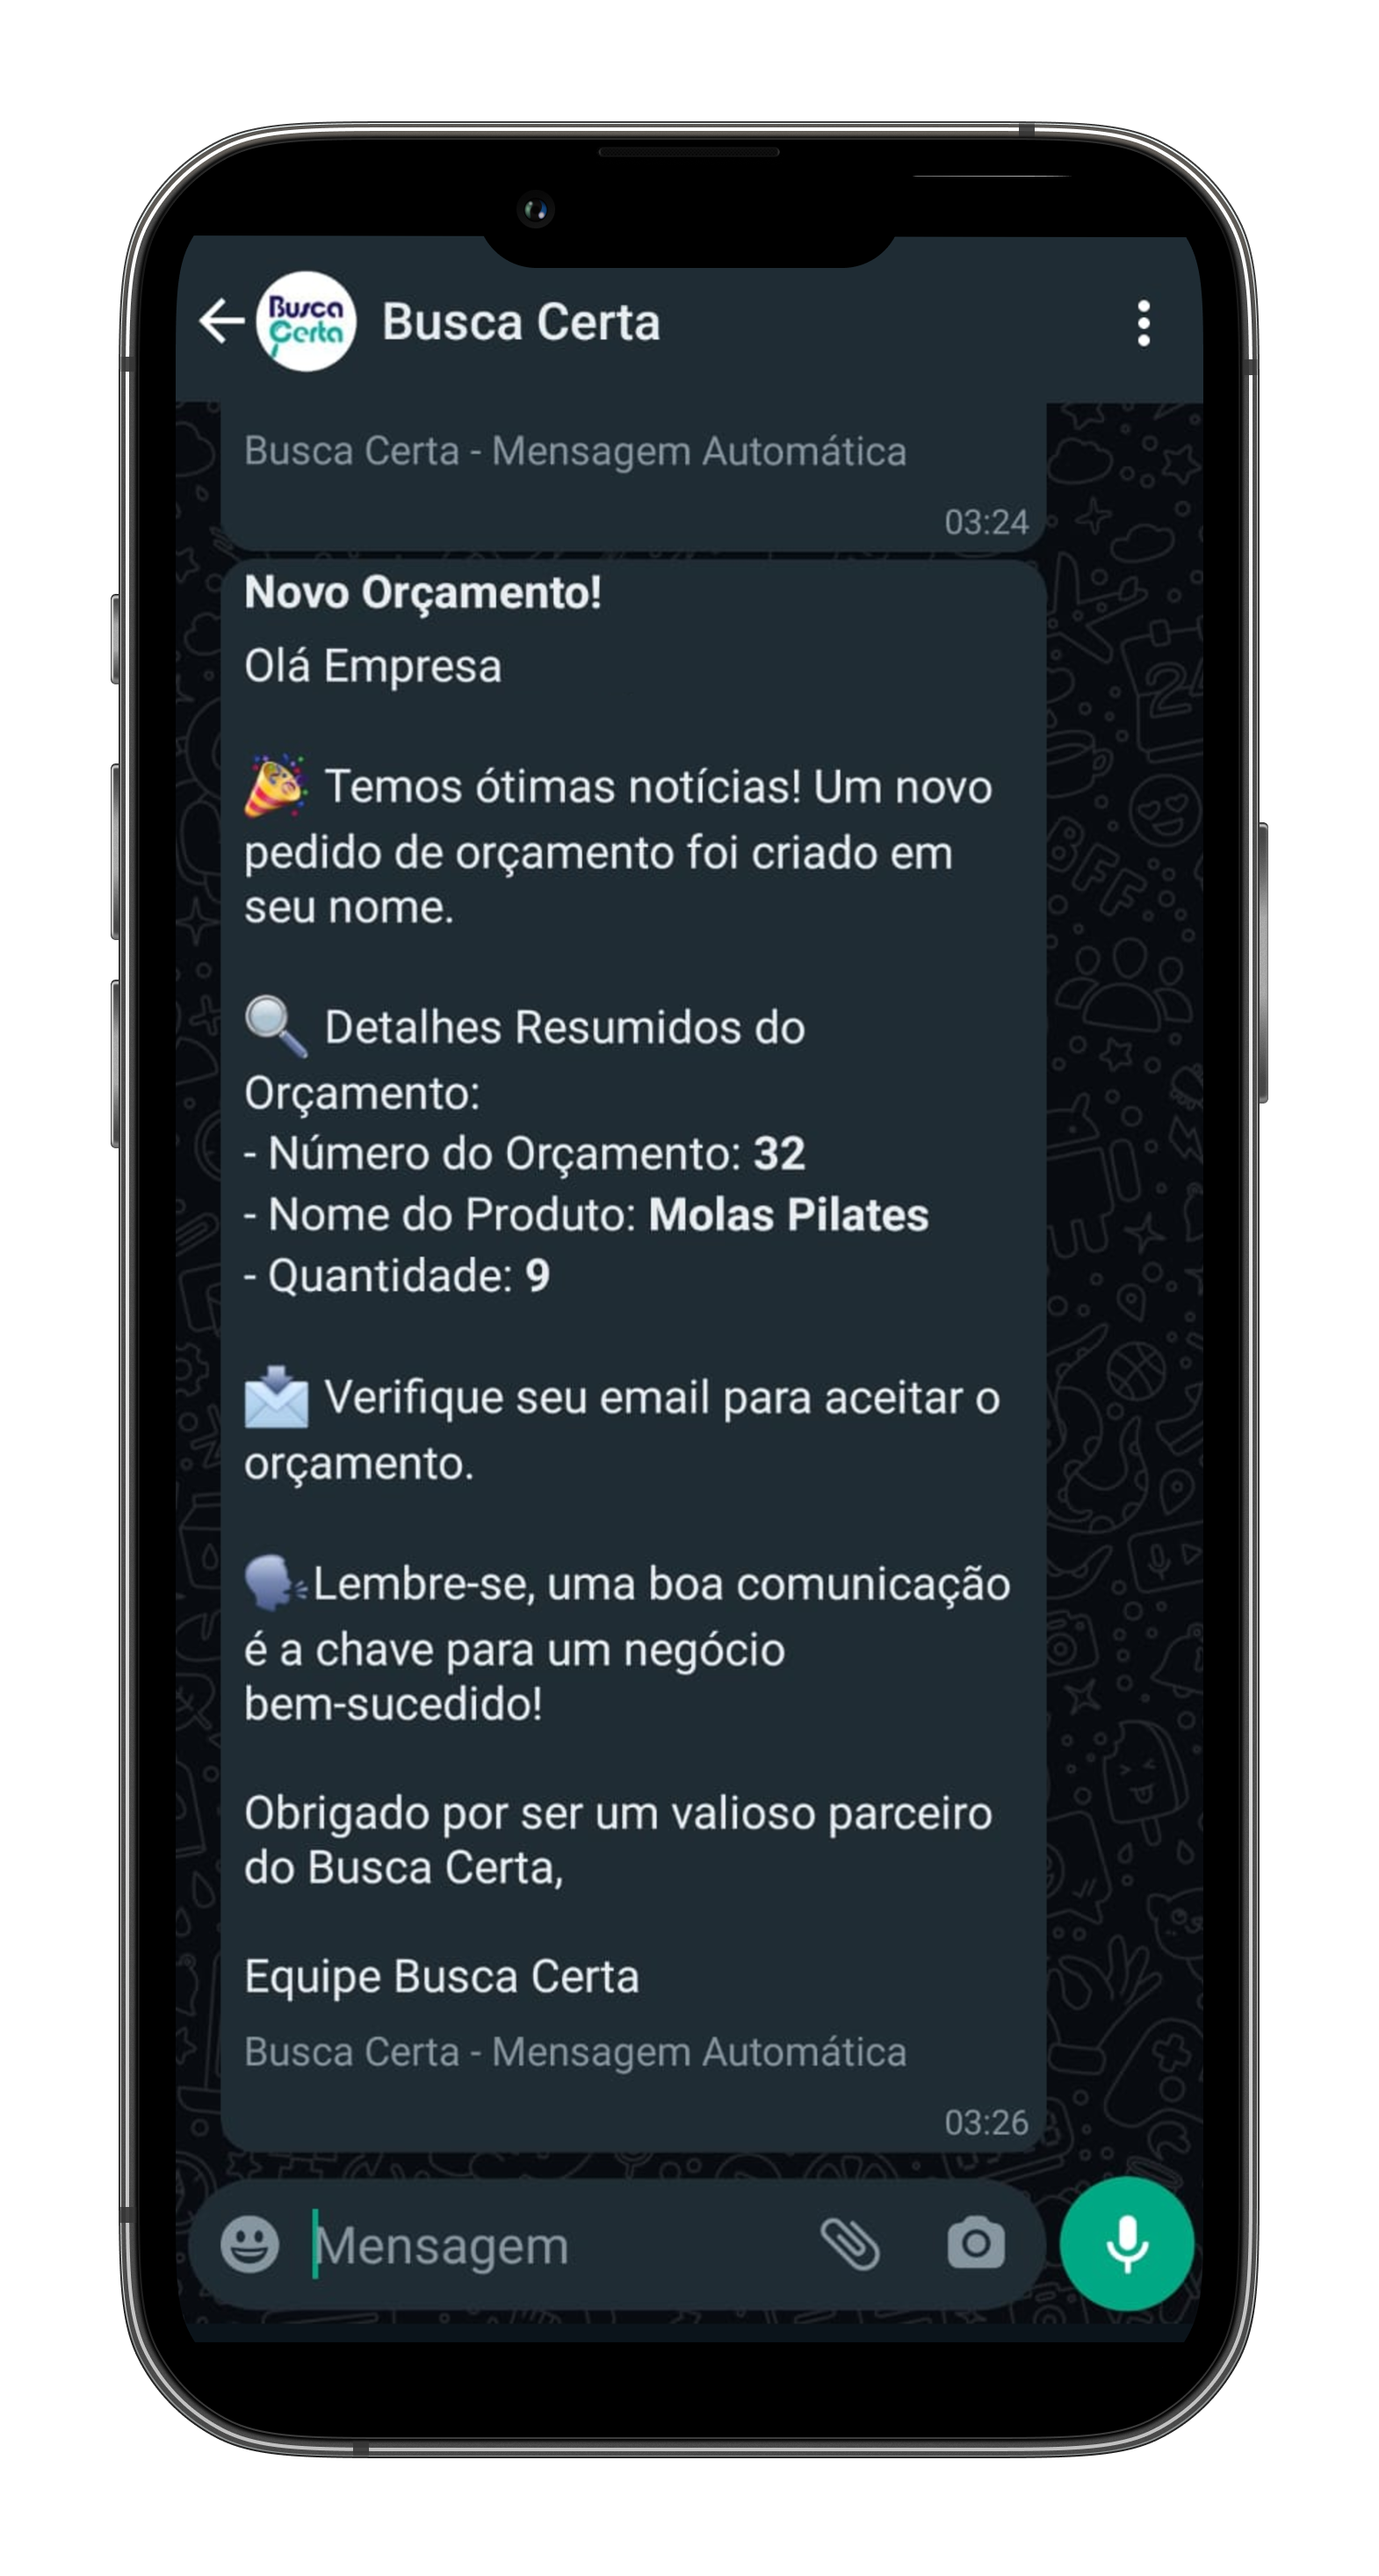 Busca
Certa
Busca Certa
Busca Certa - Mensagem Automática
03:24
Novo Orçamento!
Olá Empresa
🎉 Temos ótimas notícias! Um novo
pedido de orçamento foi criado em
seu nome.
🔍 Detalhes Resumidos do
Orçamento:
- Número do Orçamento: 32
- Nome do Produto: Molas Pilates
- Quantidade: 9
📩 Verifique seu email para aceitar o
orçamento.
🗣️Lembre-se, uma boa comunicação
é a chave para um negócio
bem-sucedido!
Obrigado por ser um valioso parceiro
do Busca Certa,
Equipe Busca Certa
Busca Certa - Mensagem Automática
03:26
Mensagem